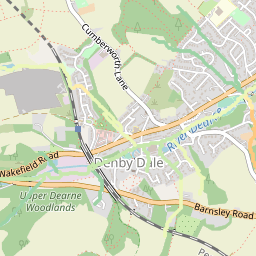 Cumberworth
Lane
River Dearne
Wakefield Road
Denby Dale
Upper Dearne
Woodlands
Barnsley Road